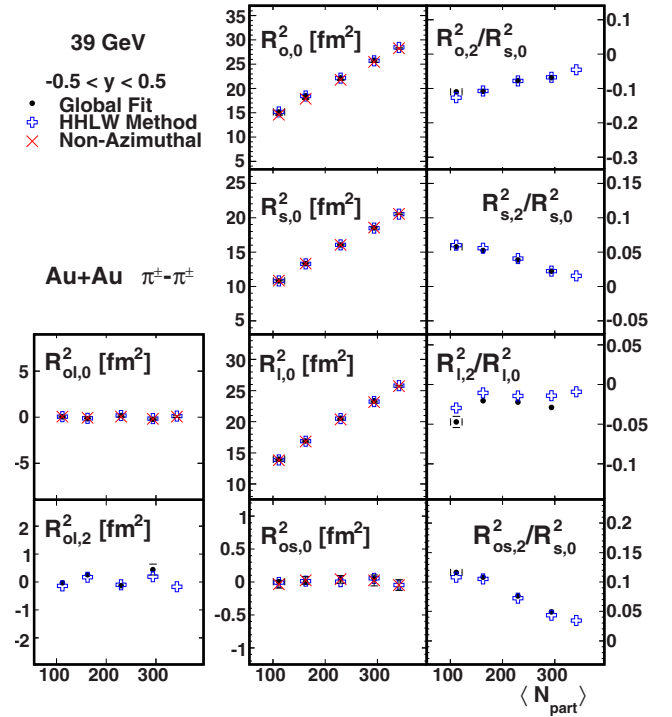 39 GeV
-0.5 < y < 0.5
Global Fit
HHLW Method
Non-Azimuthal
Au+Au π±-π±
R²o,0 [fm²]
35
30
25
20
15
10
5
R²o,2/R²s,0
0.1
0
-0.1
-0.2
-0.3
R²s,0 [fm²]
25
20
15
10
5
R²s,2/R²s,0
0.15
0.1
0.05
0
-0.05
R²ol,0 [fm²]
5
0
-5
R²l,0 [fm²]
30
25
20
15
10
R²l,2/R²l,0
0.05
0
-0.05
-0.1
R²ol,2 [fm²]
2
1
0
-1
-2
100 200 300
R²os,0 [fm²]
1
0.5
0
-0.5
-1
100 200 300
R²os,2/R²s,0
0.2
0.15
0.1
0.05
0
100 200 300
⟨ Npart ⟩